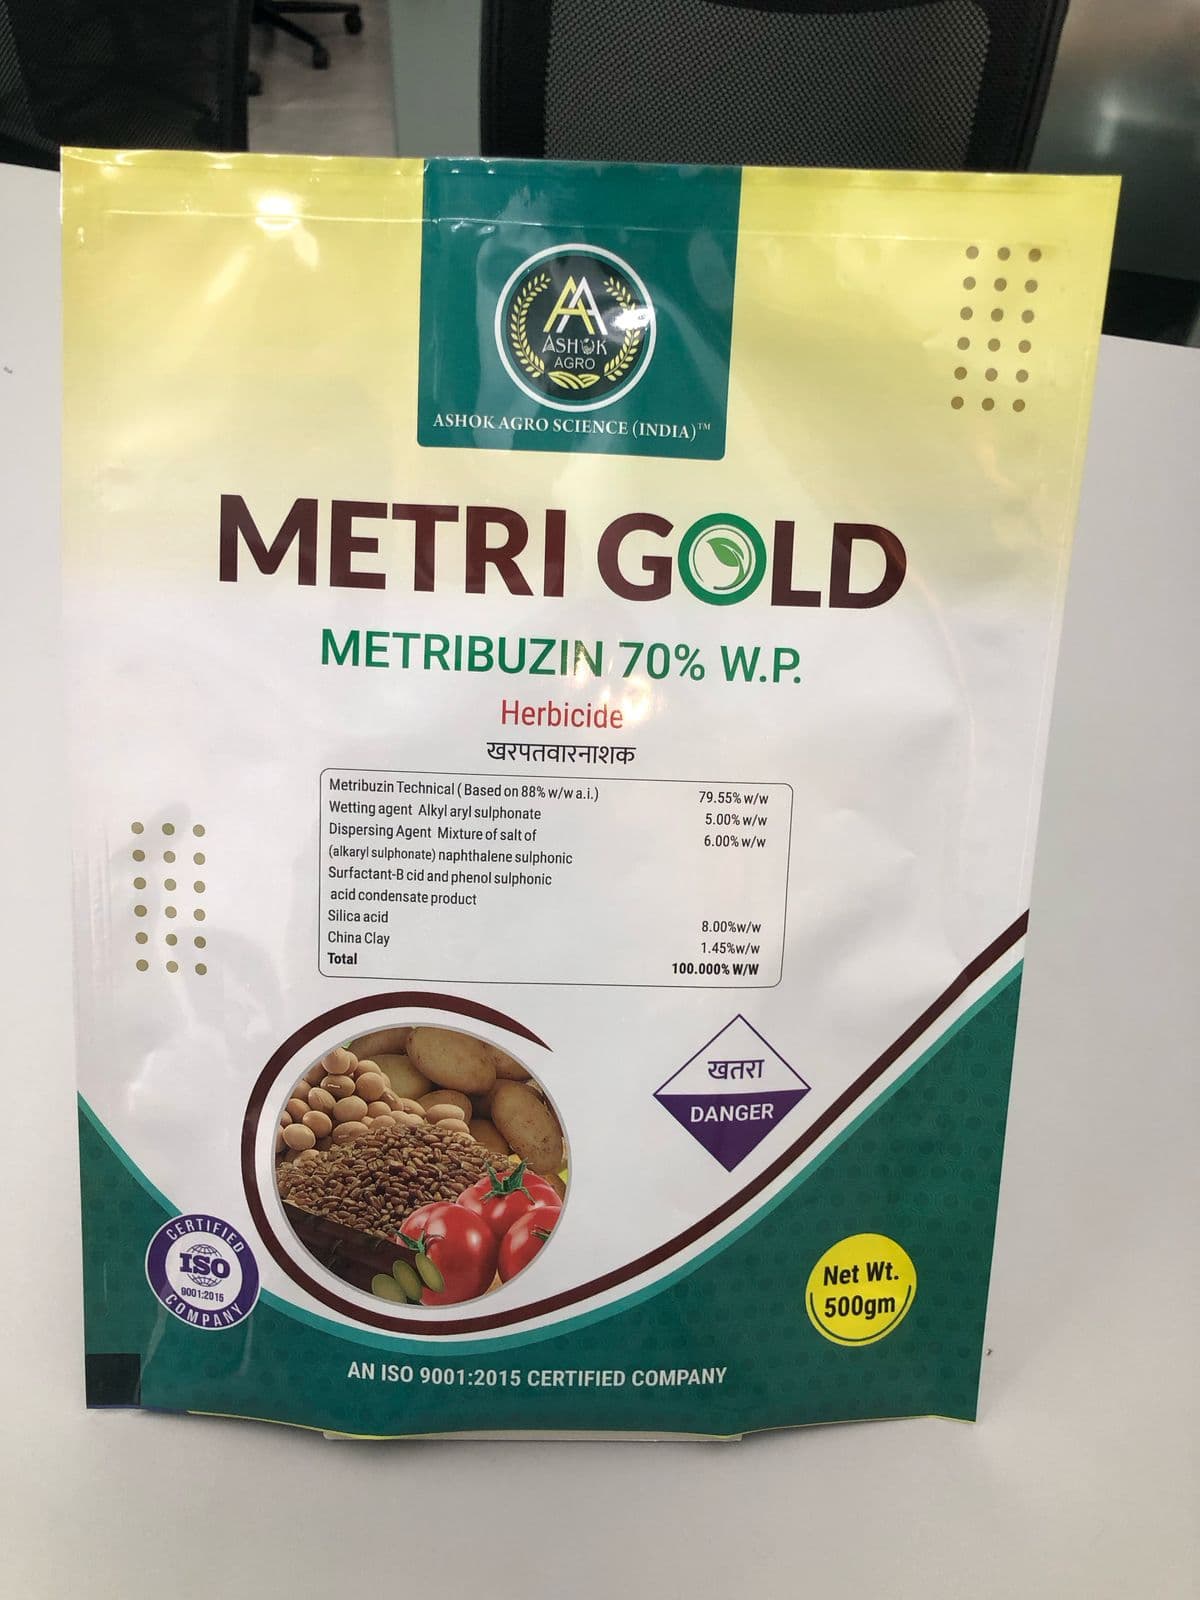 AA
ASHOK
AGRO
ASHOK AGRO SCIENCE (INDIA)™
METRI GOLD
METRIBUZIN 70% W.P.
Herbicide
खरपतवारनाशक
Metribuzin Technical ( Based on 88% w/w a.i.) 79.55% w/w
Wetting agent Alkyl aryl sulphonate 5.00% w/w
Dispersing Agent Mixture of salt of 6.00% w/w
(alkaryl sulphonate) naphthalene sulphonic
Surfactant-B cid and phenol sulphonic
acid condensate product
Silica acid 8.00%w/w
China Clay 1.45%w/w
Total 100.000% W/W
खतरा
DANGER
CERTIFIED
ISO
9001:2015
COMPANY
Net Wt.
500gm
AN ISO 9001:2015 CERTIFIED COMPANY